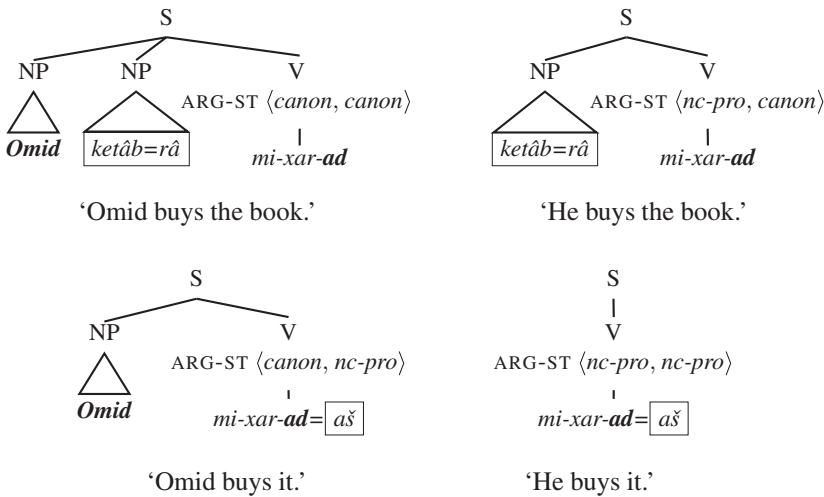 S
NP NP V
ARG-ST ⟨canon, canon⟩
Omid ketâb=râ mi-xar-ad
‘Omid buys the book.’
S
NP V
ARG-ST ⟨nc-pro, canon⟩
ketâb=râ mi-xar-ad
‘He buys the book.’
S
NP V
ARG-ST ⟨canon, nc-pro⟩
Omid mi-xar-ad= aš
‘Omid buys it.’
S
V
ARG-ST ⟨nc-pro, nc-pro⟩
mi-xar-ad= aš
‘He buys it.’